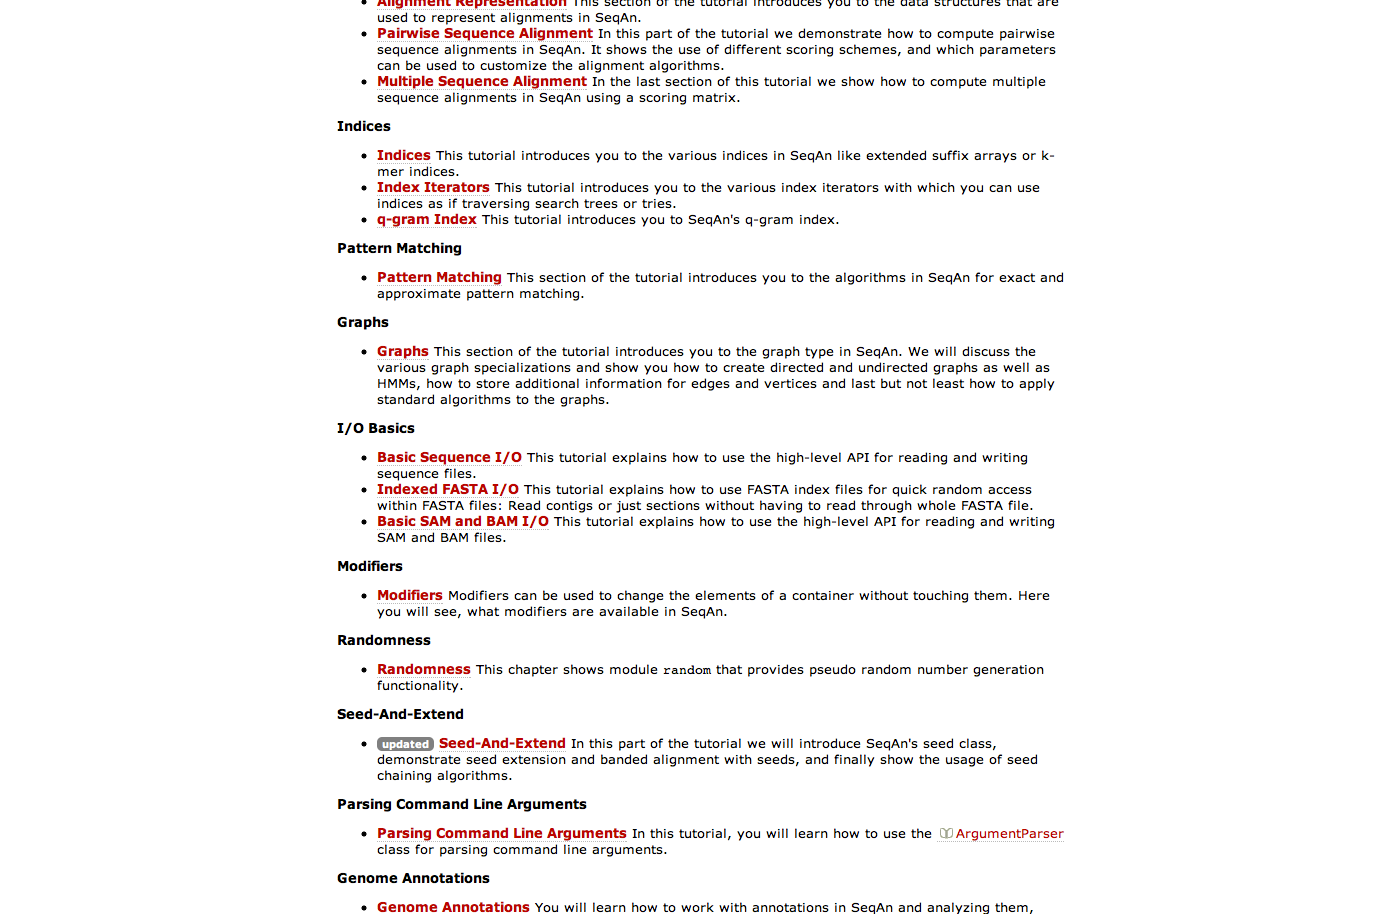 Alignment Representation This section of the tutorial introduces you to the data structures that are
used to represent alignments in SeqAn.
Pairwise Sequence Alignment In this part of the tutorial we demonstrate how to compute pairwise
sequence alignments in SeqAn. It shows the use of different scoring schemes, and which parameters
can be used to customize the alignment algorithms.
Multiple Sequence Alignment In the last section of this tutorial we show how to compute multiple
sequence alignments in SeqAn using a scoring matrix.
Indices
Indices This tutorial introduces you to the various indices in SeqAn like extended suffix arrays or k-
mer indices.
Index Iterators This tutorial introduces you to the various index iterators with which you can use
indices as if traversing search trees or tries.
q-gram Index This tutorial introduces you to SeqAn's q-gram index.
Pattern Matching
Pattern Matching This section of the tutorial introduces you to the algorithms in SeqAn for exact and
approximate pattern matching.
Graphs
Graphs This section of the tutorial introduces you to the graph type in SeqAn. We will discuss the
various graph specializations and show you how to create directed and undirected graphs as well as
HMMs, how to store additional information for edges and vertices and last but not least how to apply
standard algorithms to the graphs.
I/O Basics
Basic Sequence I/O This tutorial explains how to use the high-level API for reading and writing
sequence files.
Indexed FASTA I/O This tutorial explains how to use FASTA index files for quick random access
within FASTA files: Read contigs or just sections without having to read through whole FASTA file.
Basic SAM and BAM I/O This tutorial explains how to use the high-level API for reading and writing
SAM and BAM files.
Modifiers
Modifiers Modifiers can be used to change the elements of a container without touching them. Here
you will see, what modifiers are available in SeqAn.
Randomness
Randomness This chapter shows module random that provides pseudo random number generation
functionality.
Seed-And-Extend
updated Seed-And-Extend In this part of the tutorial we will introduce SeqAn's seed class,
demonstrate seed extension and banded alignment with seeds, and finally show the usage of seed
chaining algorithms.
Parsing Command Line Arguments
Parsing Command Line Arguments In this tutorial, you will learn how to use the ArgumentParser
class for parsing command line arguments.
Genome Annotations
Genome Annotations You will learn how to work with annotations in SeqAn and analyzing them,